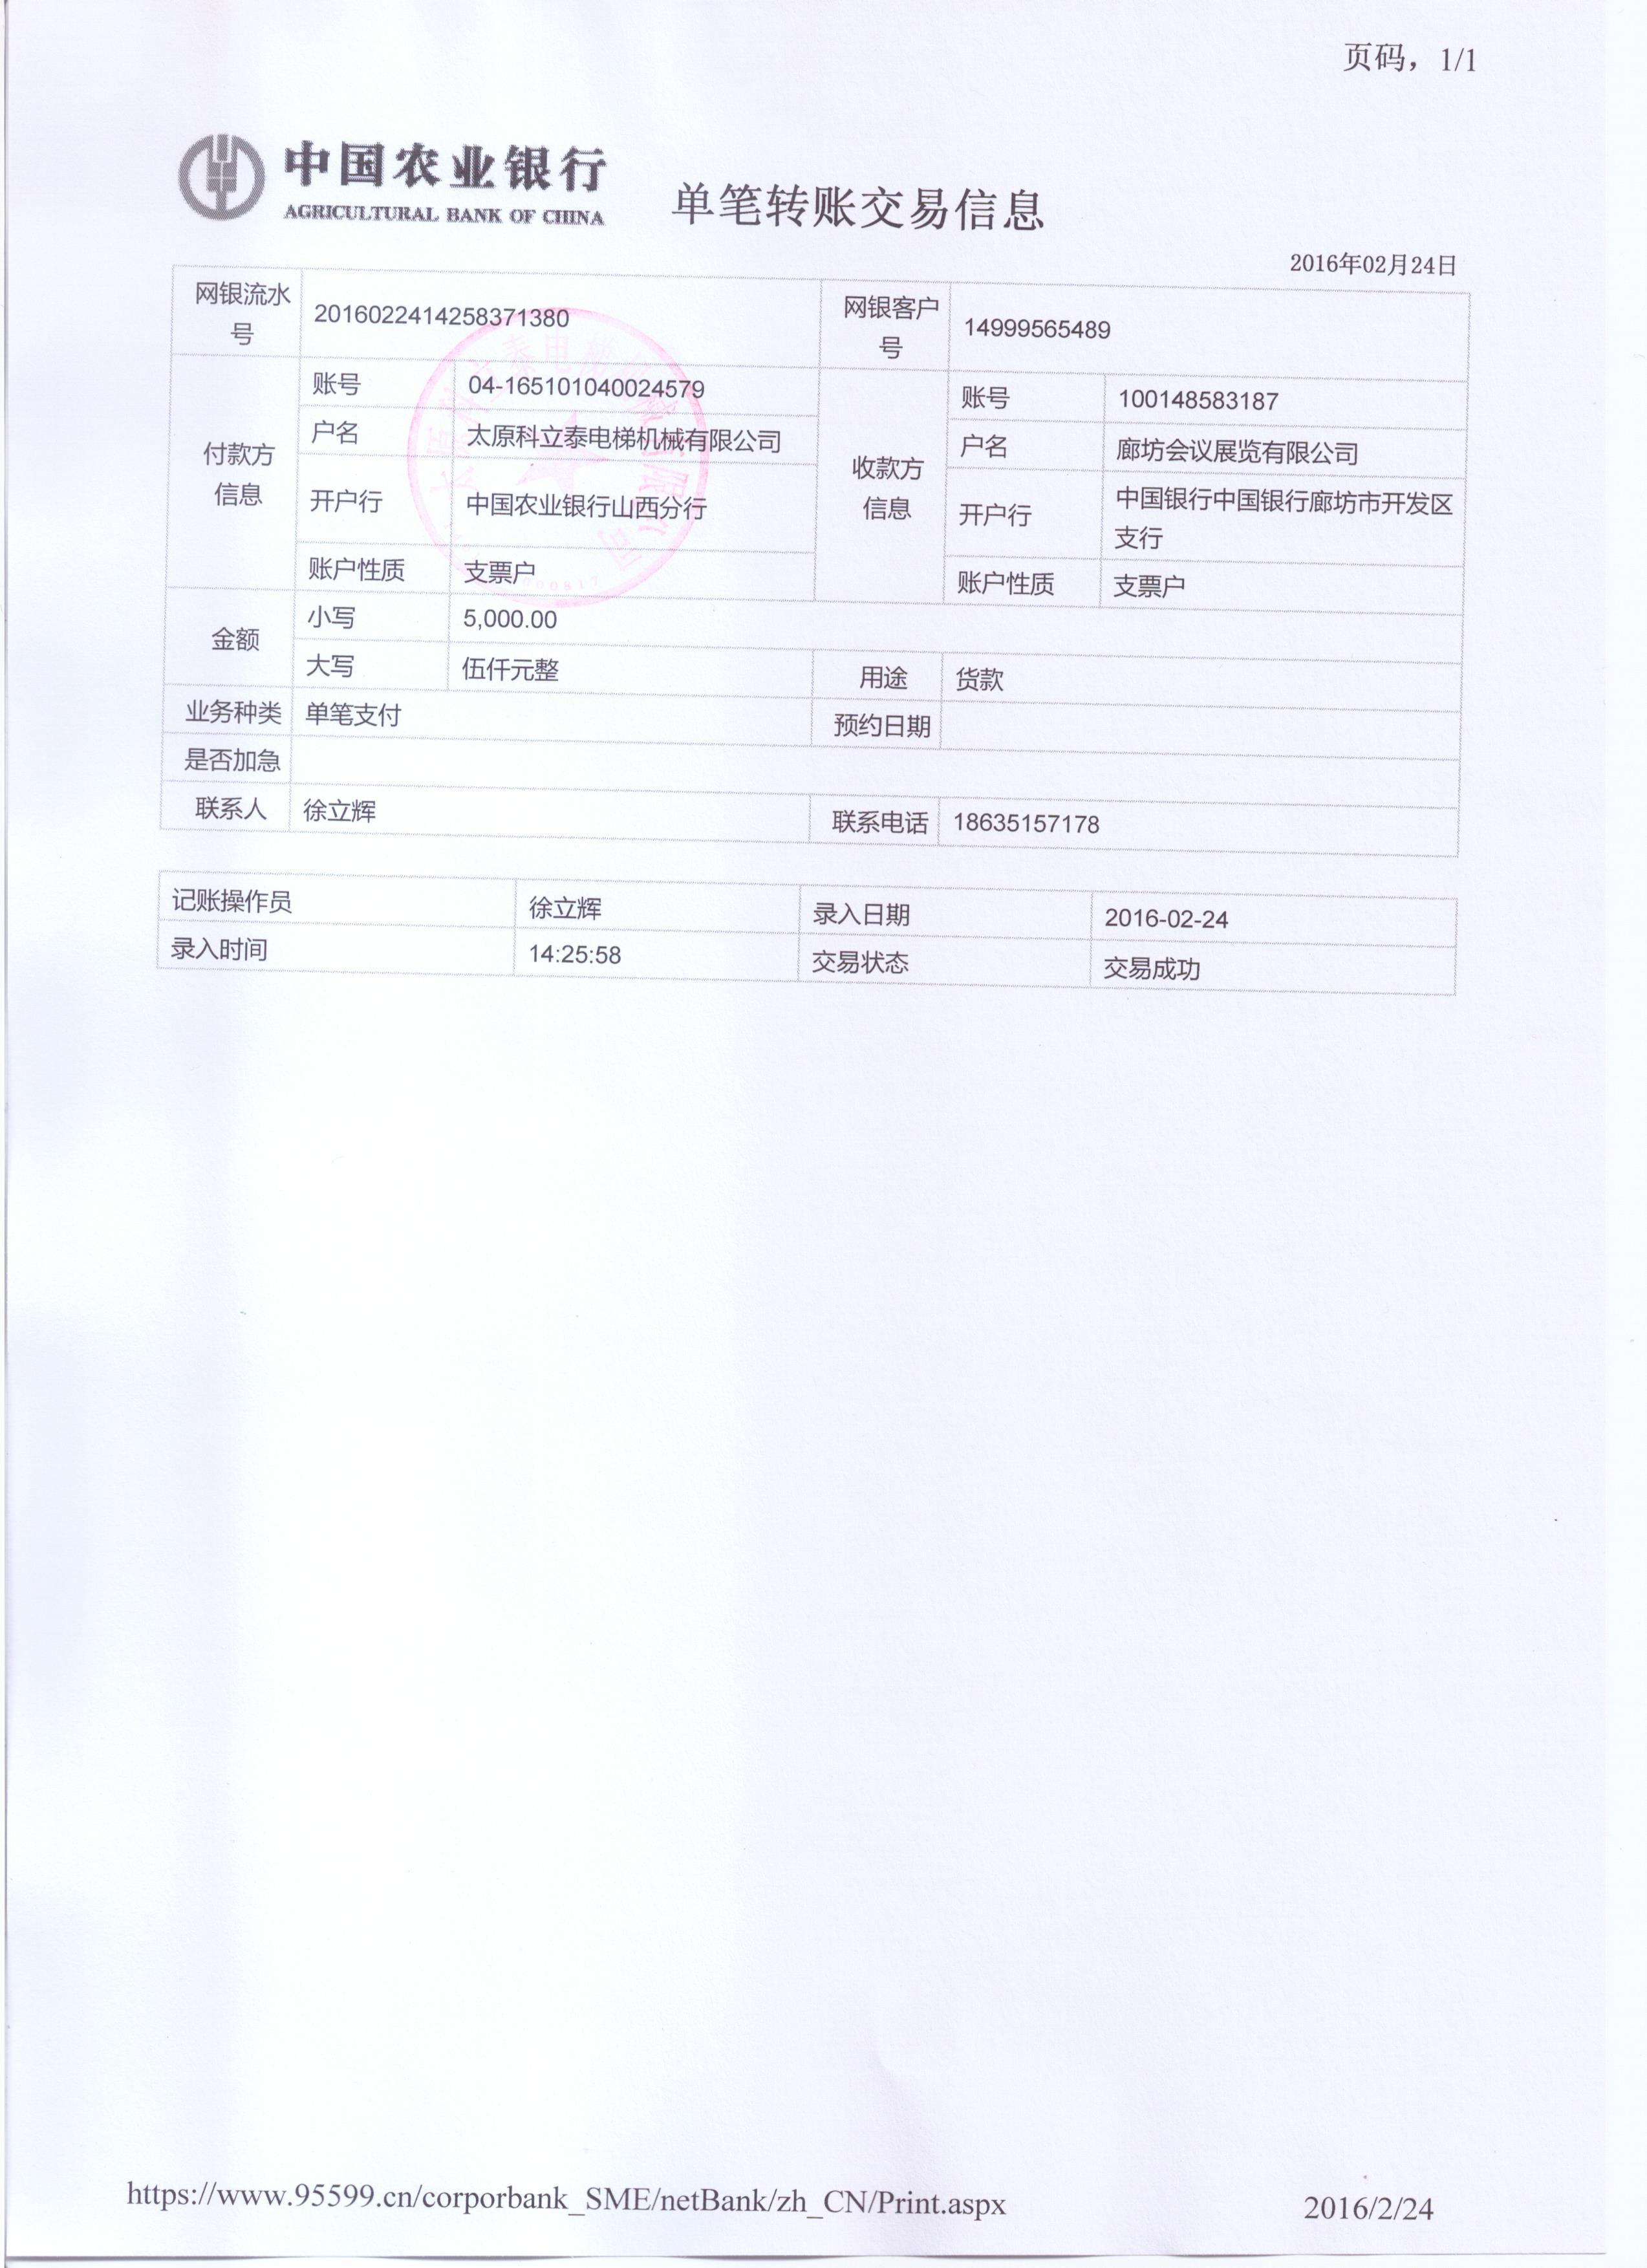 页码，1/1
中国农业银行
AGRICULTURAL BANK OF CHINA
单笔转账交易信息
2016年02月24日
网银流水号 2016022414258371380 网银客户号 14999565489
付款方信息 收款方信息
账号 04-165101040024579 账号 100148583187
户名 太原科立泰电梯机械有限公司 户名 廊坊会议展览有限公司
开户行 中国农业银行山西分行 开户行 中国银行中国银行廊坊市开发区支行
账户性质 支票户 账户性质 支票户
金额 小写 5,000.00
大写 伍仟元整 用途 货款
业务种类 单笔支付 预约日期
是否加急
联系人 徐立辉 联系电话 18635157178
记账操作员 徐立辉 录入日期 2016-02-24
录入时间 14:25:58 交易状态 交易成功
https://www.95599.cn/corporbank_SME/netBank/zh_CN/Print.aspx 2016/2/24